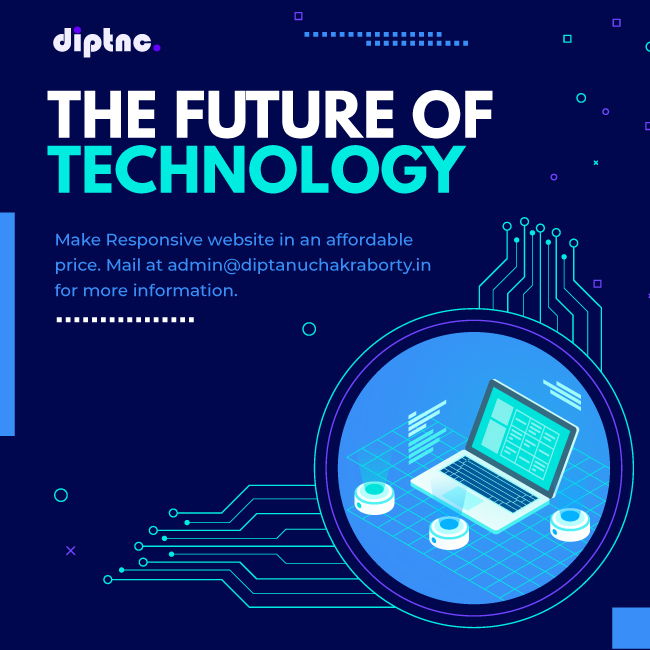 diptnc.
THE FUTURE OF
TECHNOLOGY
Make Responsive website in an affordable
price. Mail at admin@diptanuchakraborty.in
for more information.